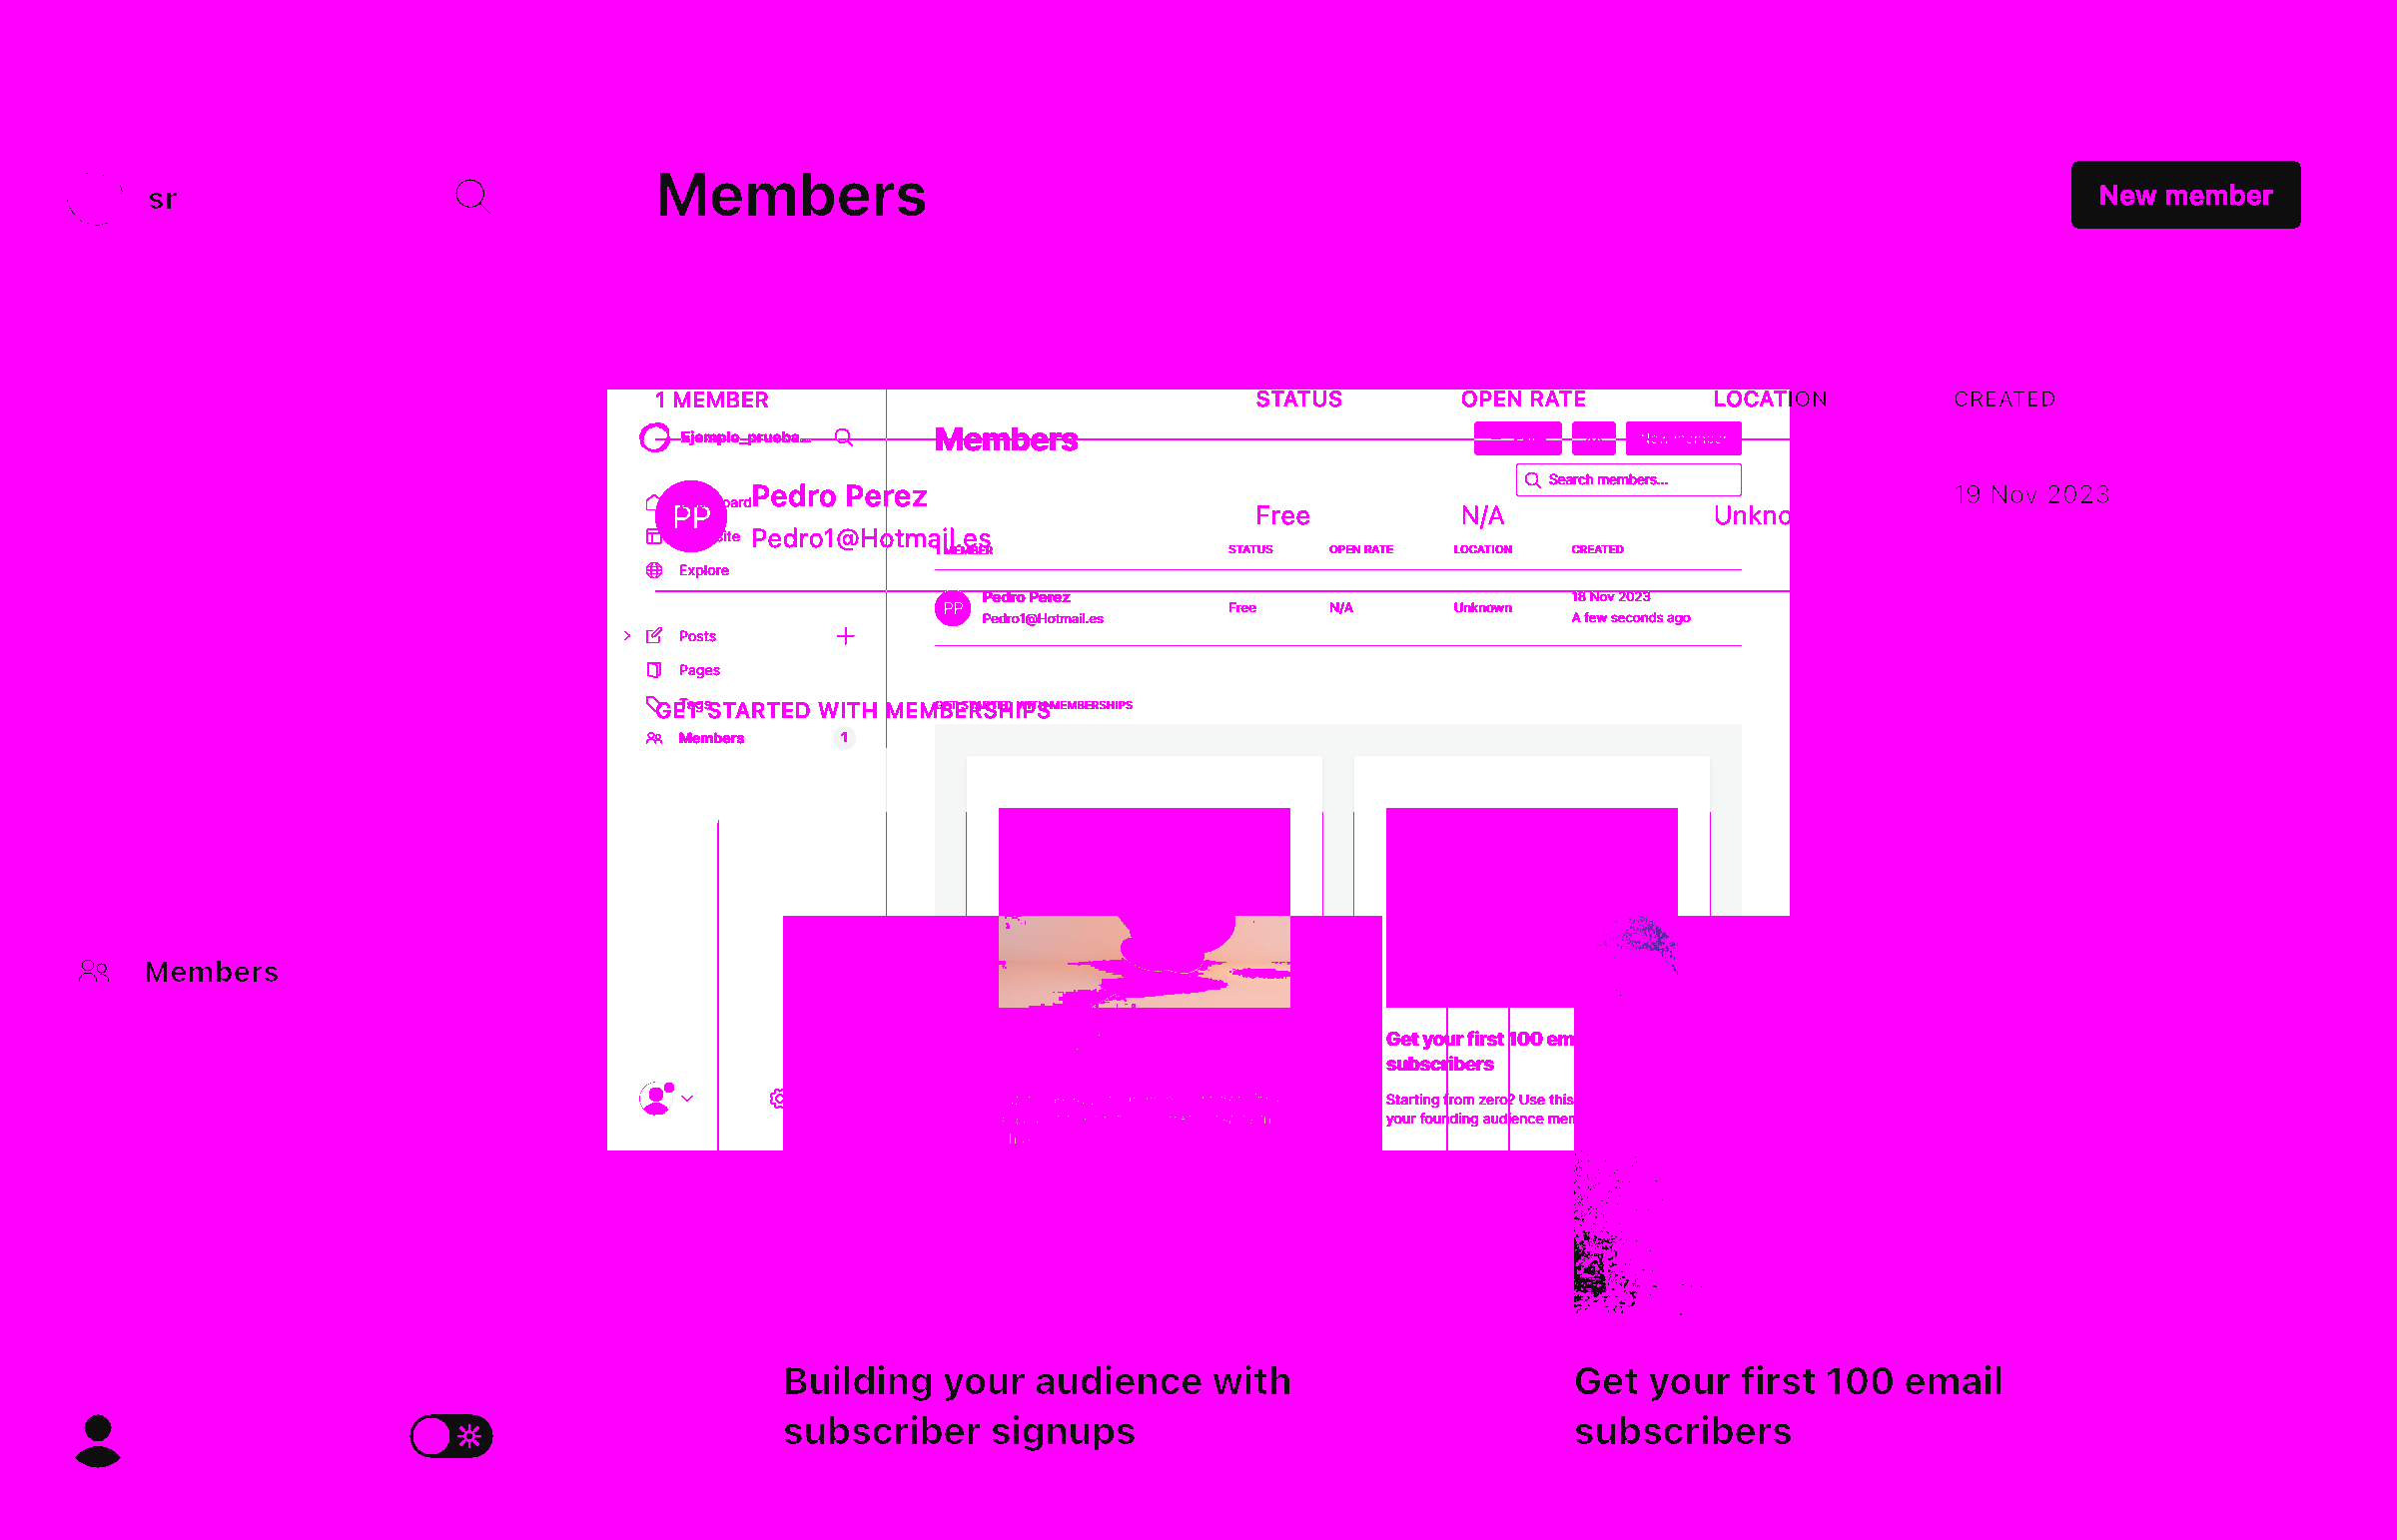 sr
Members
New member
1 MEMBER
STATUS
OPEN RATE
LOCATION
CREATED
Ejemplo_prueba...
Members
Search members...
Pedro Perez
19 Nov 2023
PP
Free
N/A
Unkno
Pedro1@Hotmail.es
MEMBER
STATUS
OPEN RATE
LOCATION
CREATED
Explore
PP
Pedro Perez
Pedro1@Hotmail.es
Free
N/A
Unknown
18 Nov 2023
A few seconds ago
Posts
Pages
Tags
GET STARTED WITH MEMBERSHIPS
GET STARTED WITH MEMBERSHIPS
Members
1
Members
Get your first 100 em
subscribers
Starting from zero? Use this
your founding audience mem
Building your audience with
subscriber signups
Get your first 100 email
subscribers